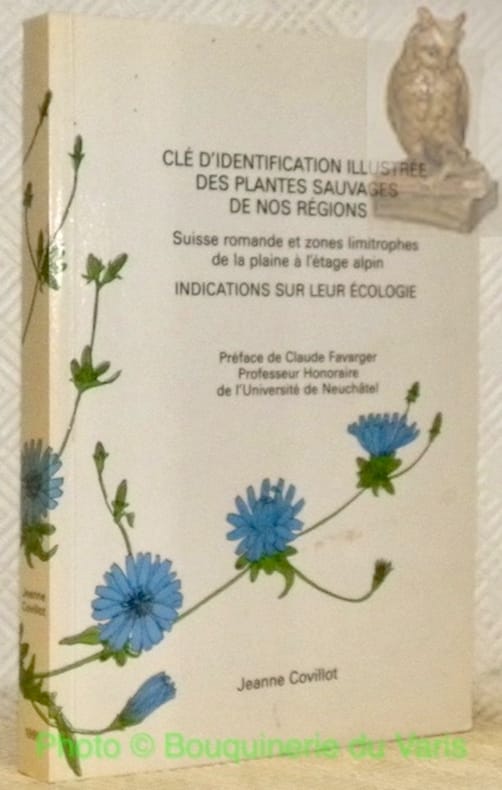 CLÉ D'IDENTIFICATION ILLUSTRÉE
DES PLANTES SAUVAGES
DE NOS RÉGIONS
Suisse romande et zones limitrophes
de la plaine à l'étage alpin
INDICATIONS SUR LEUR ÉCOLOGIE
Préface de Claude Favarger
Professeur Honoraire
de l'Université de Neuchâtel
Jeanne Covillot
Jeanne
Covillot
Photo © Bouquinerie du Varis